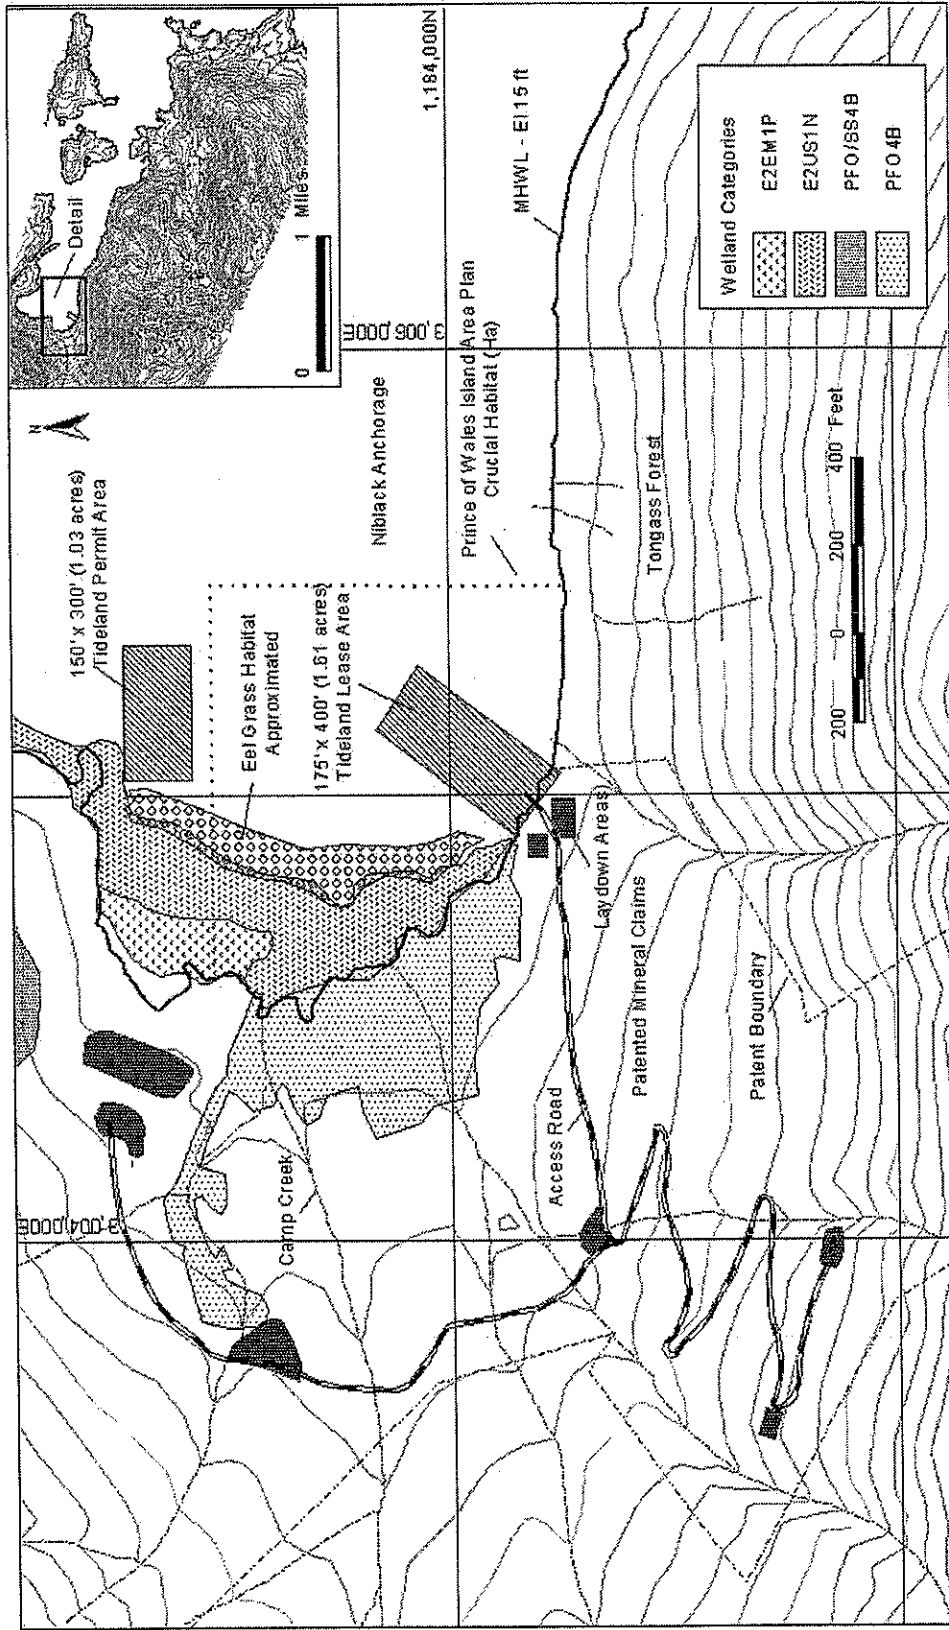 N
150' x 300' (1.03 acres)
Tideland Permit Area
Detail
0 1 Miles
1,184,000N
3,006,000E
Niblack Anchorage
Eel Grass Habitat
Approximated
175' x 400' (1.61 acres)
Tideland Lease Area
Prince of Wales Island Area Plan
Crucial Habitat (Ha)
MHWL - El 15 ft
3,004,000E
Camp Creek
Access Road
Laydown Areas
Patented Mineral Claims
Patent Boundary
Tongass Forest
200 0 200 400 Feet
Wetland Categories
E2EM1P
E2US1N
PFO/SS4B
PFO4B